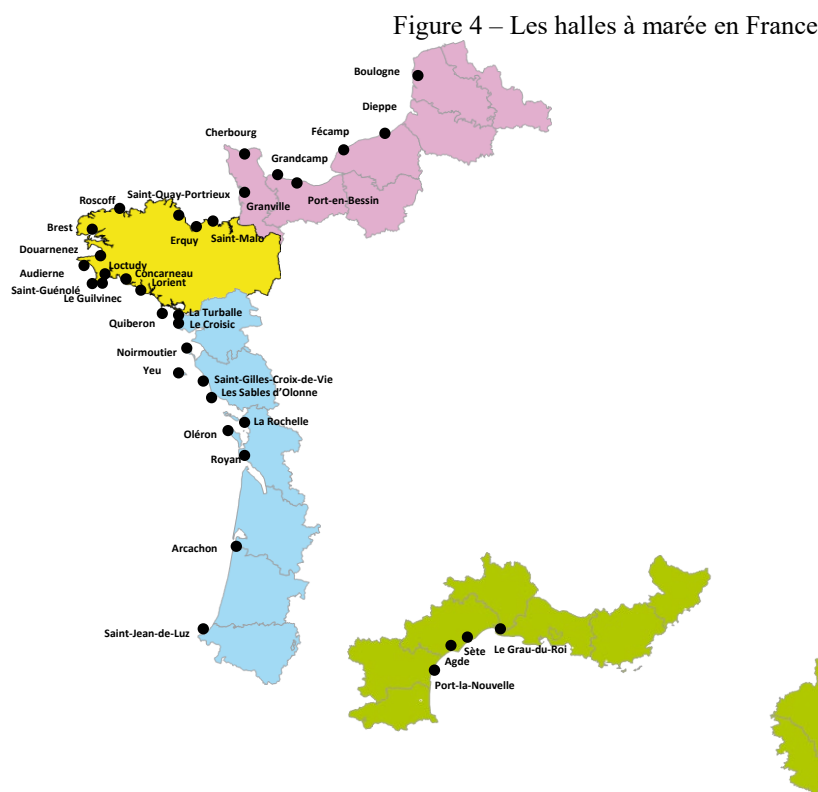 Figure 4 – Les halles à marée en France
Boulogne
Dieppe
Fécamp
Cherbourg
Grandcamp
Saint-Quay-Portrieux
Port-en-Bessin
Granville
Roscoff
Brest
Erquy
Saint-Malo
Douarnenez
Loctudy
Audierne
Concarneau
Lorient
Saint-Guénolé
Le Guilvinec
La Turballe
Quiberon
Le Croisic
Noirmoutier
Yeu
Saint-Gilles-Croix-de-Vie
Les Sables d'Olonne
La Rochelle
Oléron
Royan
Arcachon
Saint-Jean-de-Luz
Sète
Le Grau-du-Roi
Agde
Port-la-Nouvelle